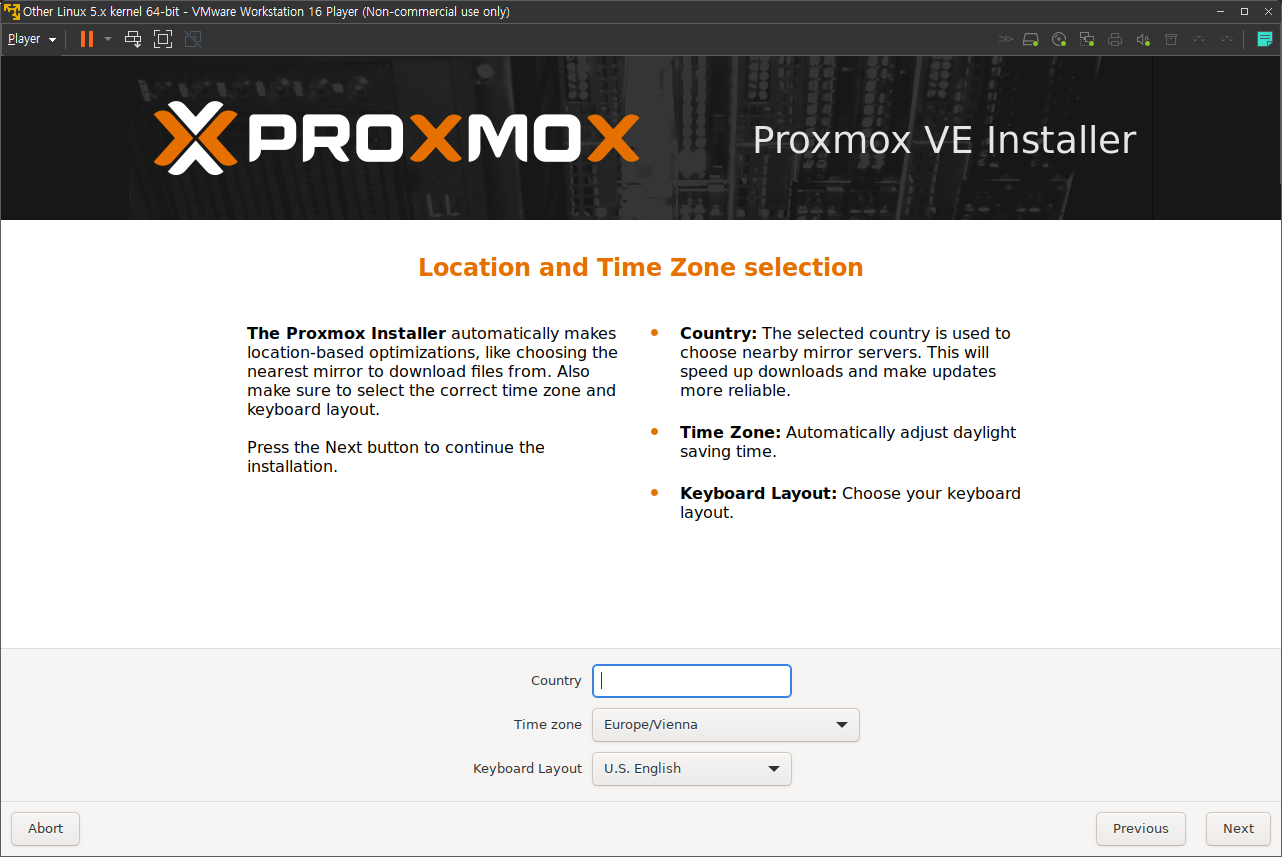 Other Linux 5.x kernel 64-bit - VMware Workstation 16 Player (Non-commercial use only)
Player
PROXMOX
Proxmox VE Installer
Location and Time Zone selection
The Proxmox Installer automatically makes
location-based optimizations, like choosing the
nearest mirror to download files from. Also
make sure to select the correct time zone and
keyboard layout.
Press the Next button to continue the
installation.
Country: The selected country is used to
choose nearby mirror servers. This will
speed up downloads and make updates
more reliable.
Time Zone: Automatically adjust daylight
saving time.
Keyboard Layout: Choose your keyboard
layout.
Country
Time zone Europe/Vienna
Keyboard Layout U.S. English
Abort Previous Next